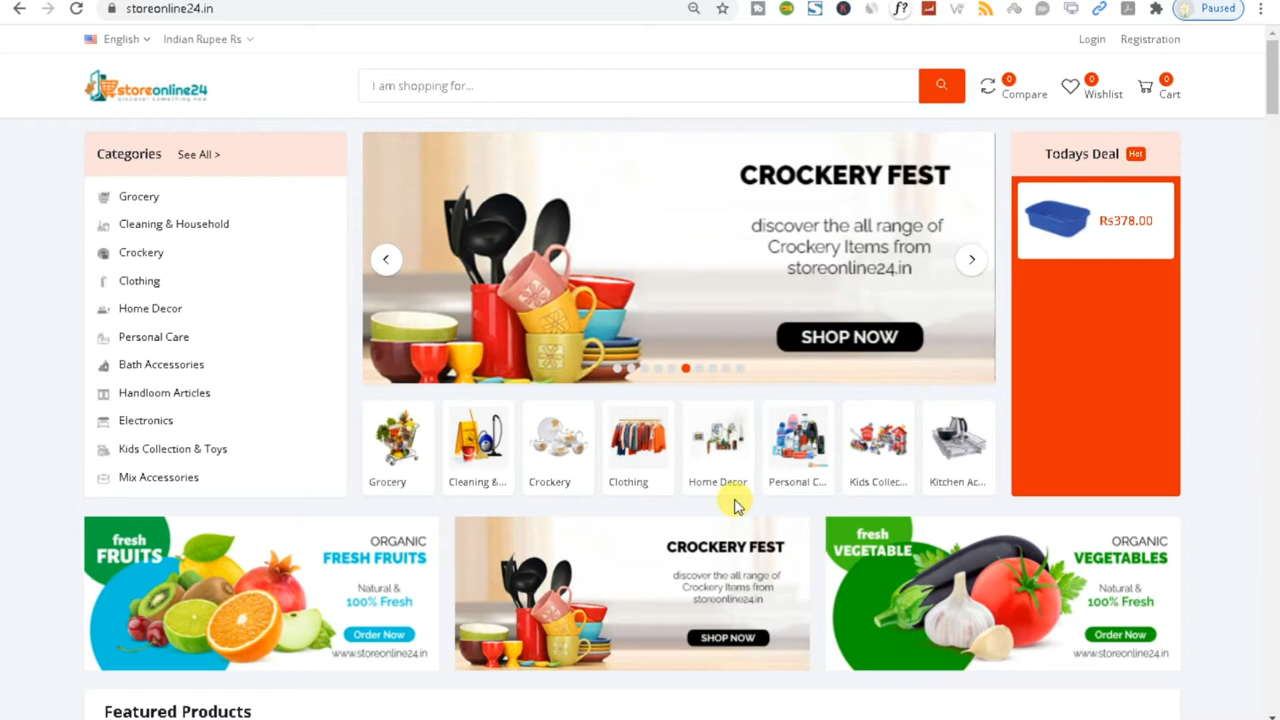 storeonline24.in
Paused
English
Indian Rupee Rs
Login
Registration
storeonline24
discover something new
I am shopping for...
0
Compare
0
Wishlist
0
Cart
Categories
See All >
Grocery
Cleaning & Household
Crockery
Clothing
Home Decor
Personal Care
Bath Accessories
Handloom Articles
Electronics
Kids Collection & Toys
Mix Accessories
CROCKERY FEST
discover the all range of
Crockery Items from
storeonline24.in
SHOP NOW
Todays Deal Hot
Rs378.00
Grocery
Cleaning &...
Crockery
Clothing
Home Decor
Personal C...
Kids Collec...
Kitchen Ac...
fresh
FRUITS
ORGANIC
FRESH FRUITS
Natural &
100% Fresh
Order Now
www.storeonline24.in
CROCKERY FEST
discover the all range of
Crockery Items from
storeonline24.in
SHOP NOW
fresh
VEGETABLE
ORGANIC
VEGETABLES
Natural &
100% Fresh
Order Now
www.storeonline24.in
Featured Products